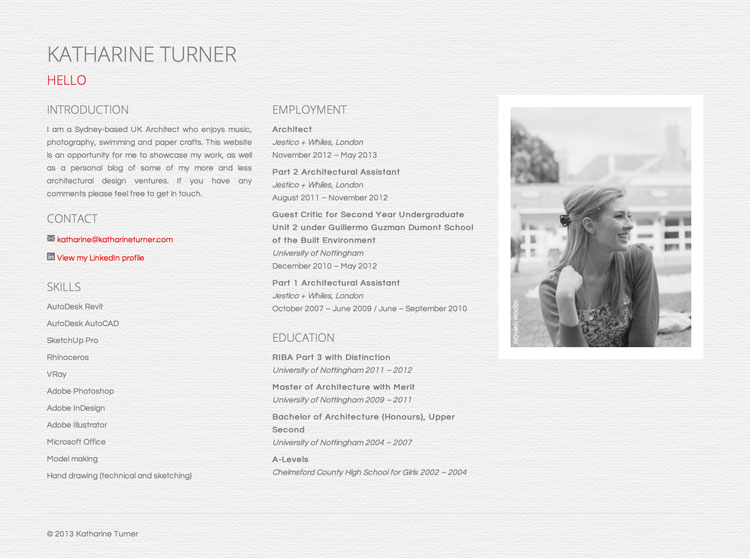 KATHARINE TURNER
HELLO
INTRODUCTION
I am a Sydney-based UK Architect who enjoys music,
photography, swimming and paper crafts. This website
is an opportunity for me to showcase my work, as well
as a personal blog of some of my more and less
architectural design ventures. If you have any
comments please feel free to get in touch.
CONTACT
katharine@katharineturner.com
View my LinkedIn profile
SKILLS
AutoDesk Revit
AutoDesk AutoCAD
SketchUp Pro
Rhinoceros
VRay
Adobe Photoshop
Adobe InDesign
Adobe Illustrator
Microsoft Office
Model making
Hand drawing (technical and sketching)
EMPLOYMENT
Architect
Jestico + Whiles, London
November 2012 – May 2013
Part 2 Architectural Assistant
Jestico + Whiles, London
August 2011 – November 2012
Guest Critic for Second Year Undergraduate
Unit 2 under Guillermo Guzman Dumont School
of the Built Environment
University of Nottingham
December 2010 – May 2012
Part 1 Architectural Assistant
Jestico + Whiles, London
October 2007 – June 2009 / June – September 2010
EDUCATION
RIBA Part 3 with Distinction
University of Nottingham 2011 – 2012
Master of Architecture with Merit
University of Nottingham 2009 – 2011
Bachelor of Architecture (Honours), Upper
Second
University of Nottingham 2004 – 2007
A-Levels
Chelmsford County High School for Girls 2002 – 2004
© 2013 Katharine Turner